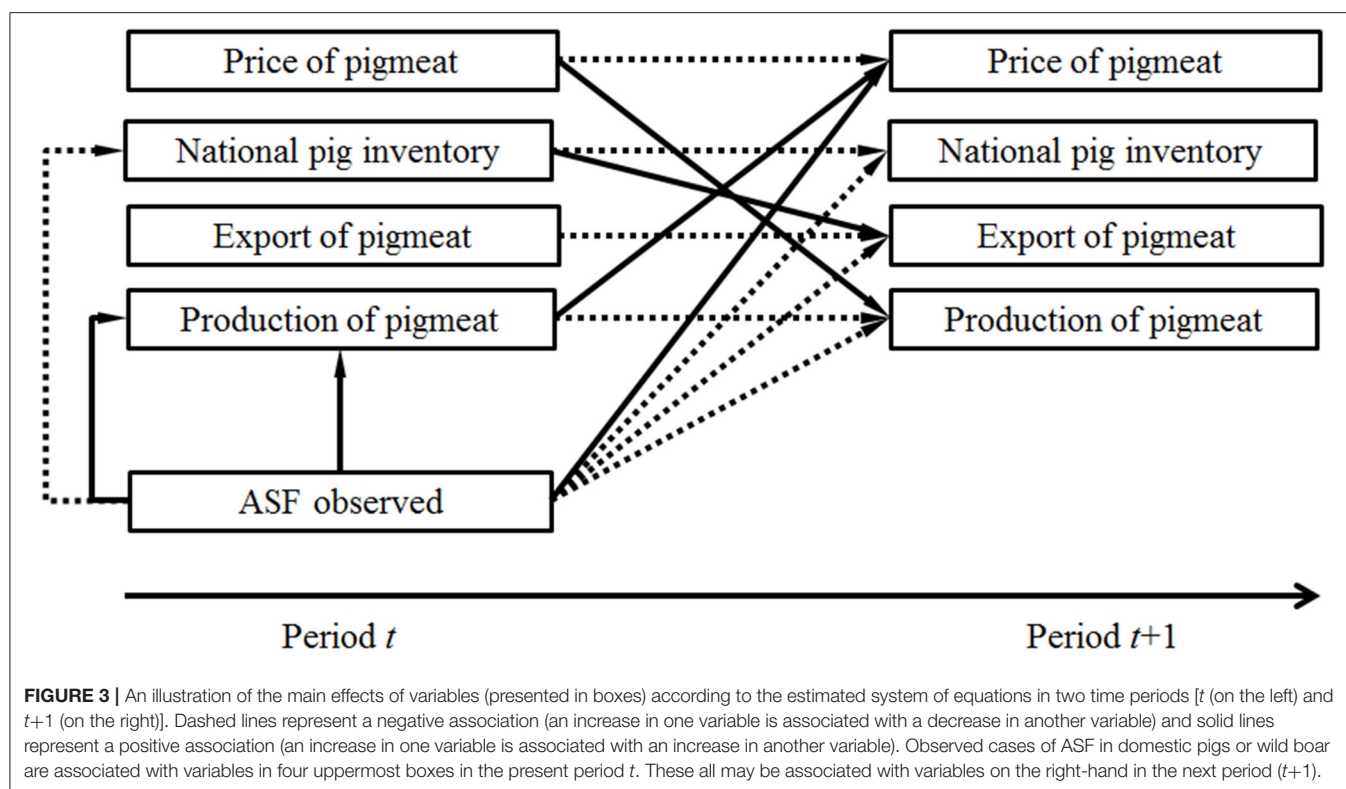 Price of pigmeat
Price of pigmeat
National pig inventory
National pig inventory
Export of pigmeat
Export of pigmeat
Production of pigmeat
Production of pigmeat
ASF observed
Period t
Period t+1
FIGURE 3 | An illustration of the main effects of variables (presented in boxes) according to the estimated system of equations in two time periods [t (on the left) and
t+1 (on the right)]. Dashed lines represent a negative association (an increase in one variable is associated with a decrease in another variable) and solid lines
represent a positive association (an increase in one variable is associated with an increase in another variable). Observed cases of ASF in domestic pigs or wild boar
are associated with variables in four uppermost boxes in the present period t. These all may be associated with variables on the right-hand in the next period (t+1).